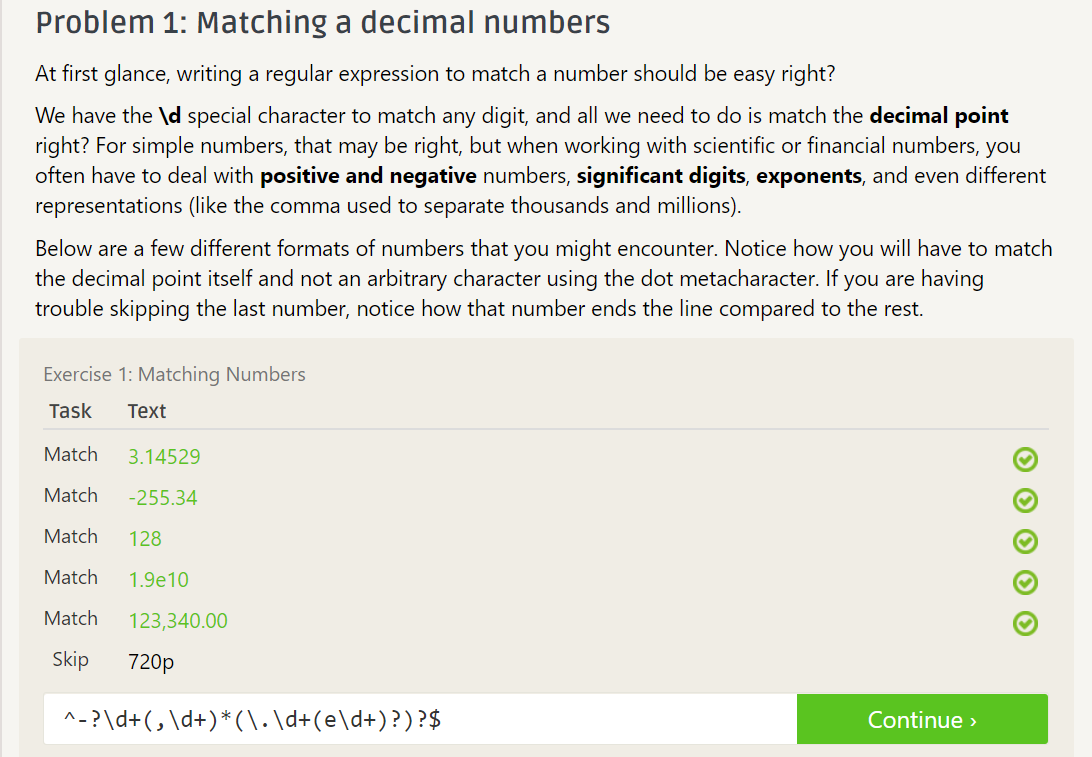 Problem 1: Matching a decimal numbers
At first glance, writing a regular expression to match a number should be easy right?
We have the \d special character to match any digit, and all we need to do is match the decimal point
right? For simple numbers, that may be right, but when working with scientific or financial numbers, you
often have to deal with positive and negative numbers, significant digits, exponents, and even different
representations (like the comma used to separate thousands and millions).
Below are a few different formats of numbers that you might encounter. Notice how you will have to match
the decimal point itself and not an arbitrary character using the dot metacharacter. If you are having
trouble skipping the last number, notice how that number ends the line compared to the rest.
Exercise 1: Matching Numbers
Task Text
Match 3.14529
Match -255.34
Match 128
Match 1.9e10
Match 123,340.00
Skip 720p
^-?\d+(,\d+)*(\.\d+(e\d+)?)?$ Continue ›